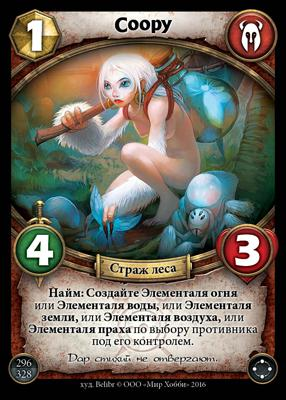 1
Соору
4
3
Страж леса
Найм: Создайте Элементаля огня
или Элементаля воды, или Элементаля
земли, или Элементаля воздуха, или
Элементаля праха по выбору противника
под его контролем.
Дар стихий не отвергают.
296
328
худ. Belibr © ООО «Мир Хобби» 2016